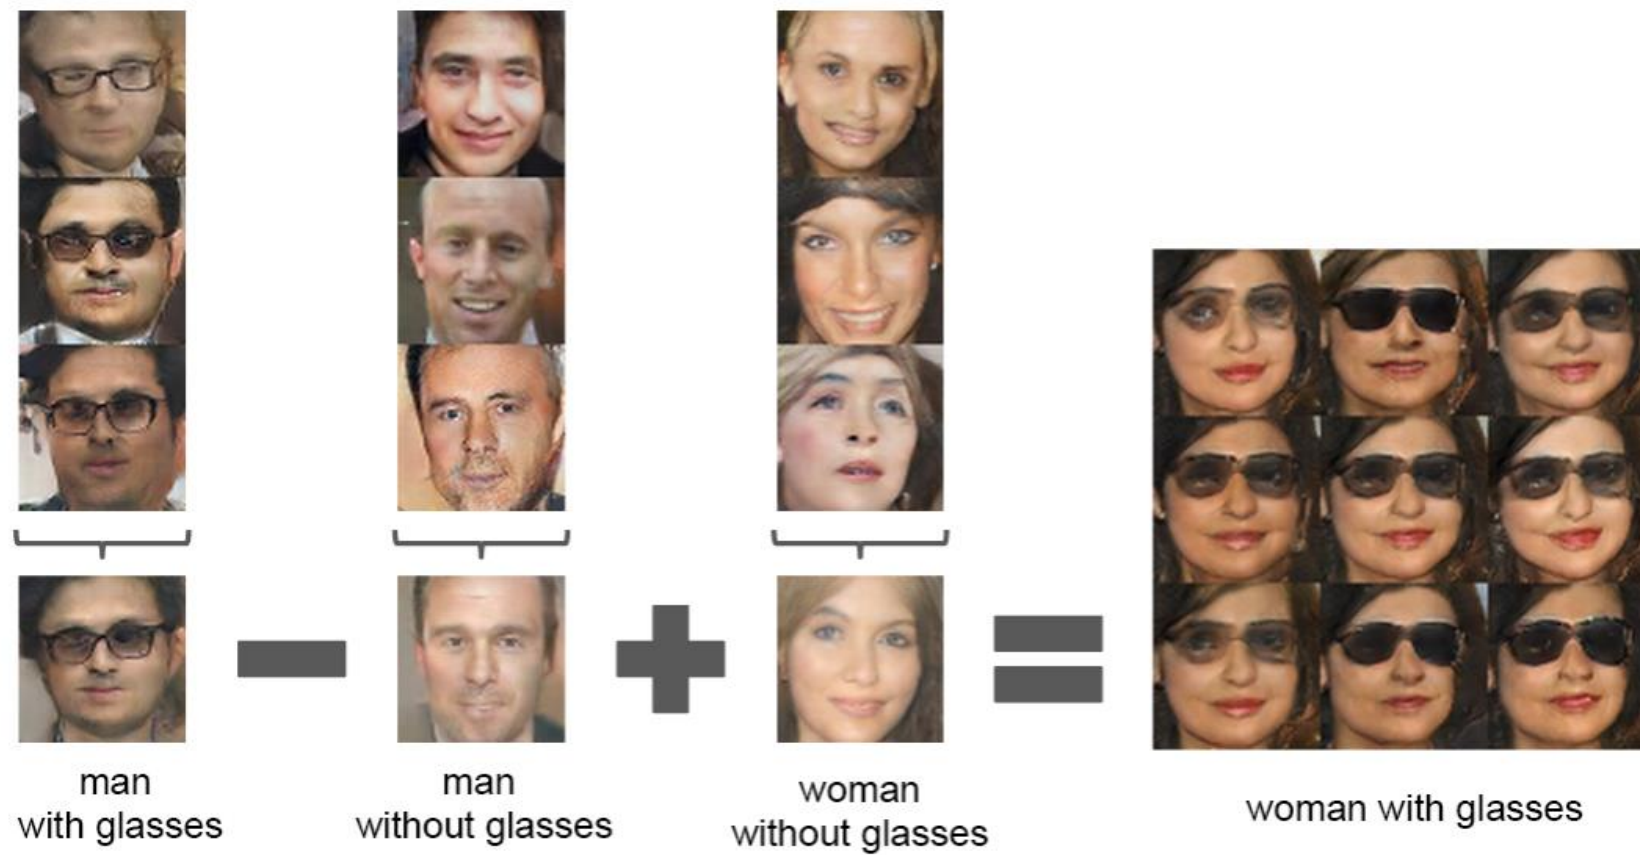 man
with glasses
man
without glasses
woman
without glasses
woman with glasses